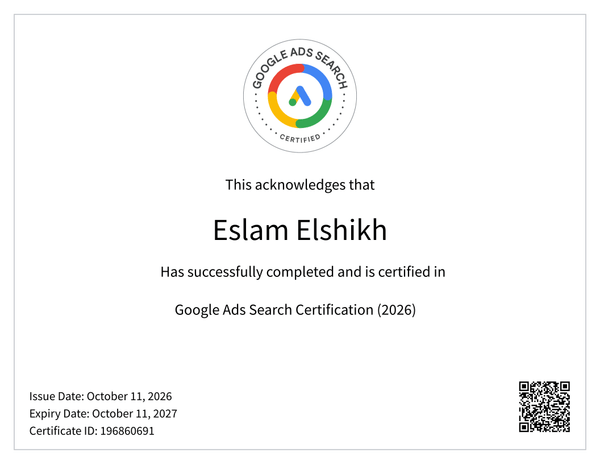 GOOGLE ADS SEARCH
CERTIFIED
This acknowledges that
Eslam Elshikh
Has successfully completed and is certified in
Google Ads Search Certification (2026)
Issue Date: October 11, 2026
Expiry Date: October 11, 2027
Certificate ID: 196860691